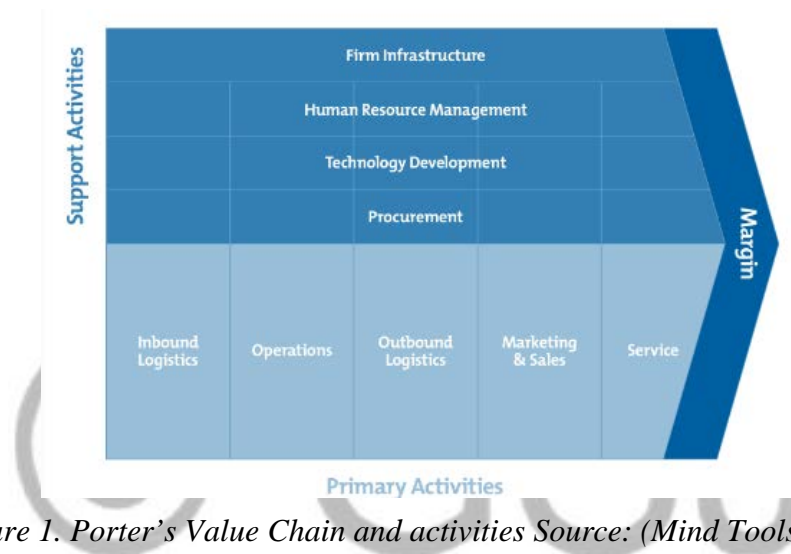 Support Activities
Firm Infrastructure
Human Resource Management
Technology Development
Procurement
Margin
Inbound
Logistics
Operations
Outbound
Logistics
Marketing
& Sales
Service
Primary Activities
1. Porter's Value Chain and activities Source: (Mind Tools